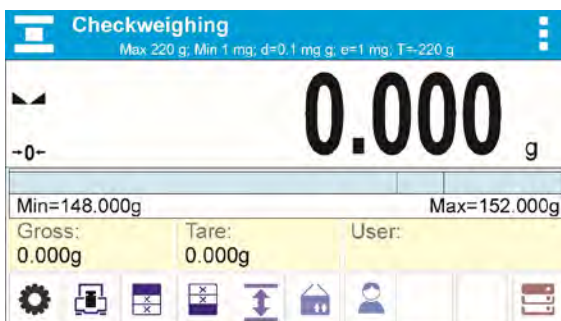 Checkweighing
Max 220 g; Min 1 mg; d=0.1 mg g; e=1 mg; T=-220 g
0.000 g
→0←
Min=148.000g Max=152.000g
Gross: Tare: User:
0.000g 0.000g